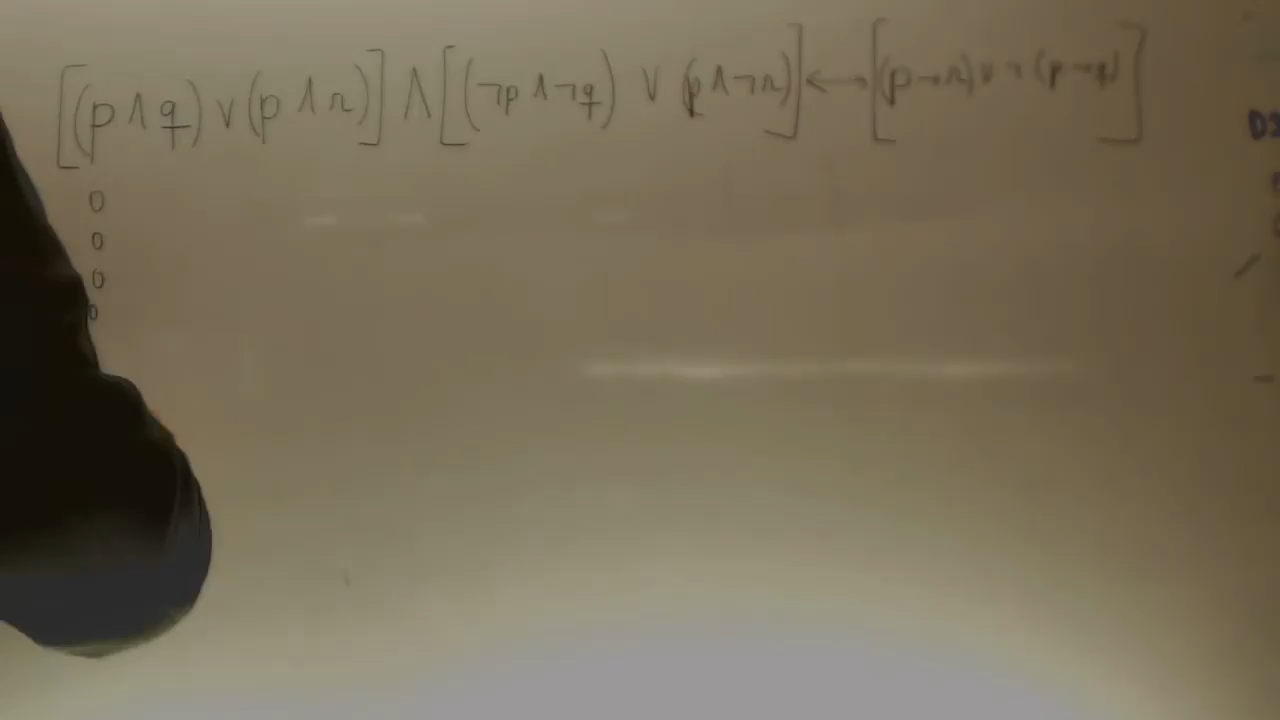 [(p ∧ q) ∨ (p ∧ r)] ∧ [(¬p ∧ ¬q) ∨ (p ∧ ¬r)] ↔ [(p → r) ∨ ¬(p → q)]
0
0
0
0